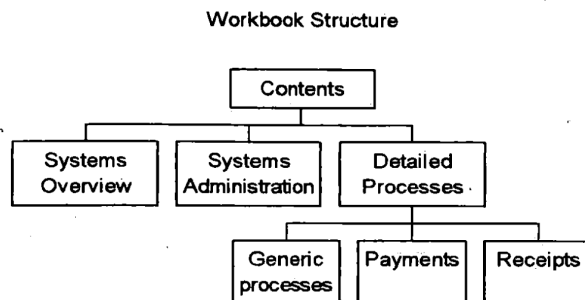 Workbook Structure
Contents
Systems
Overview
Systems
Administration
Detailed
Processes
Generic
processes
Payments
Receipts